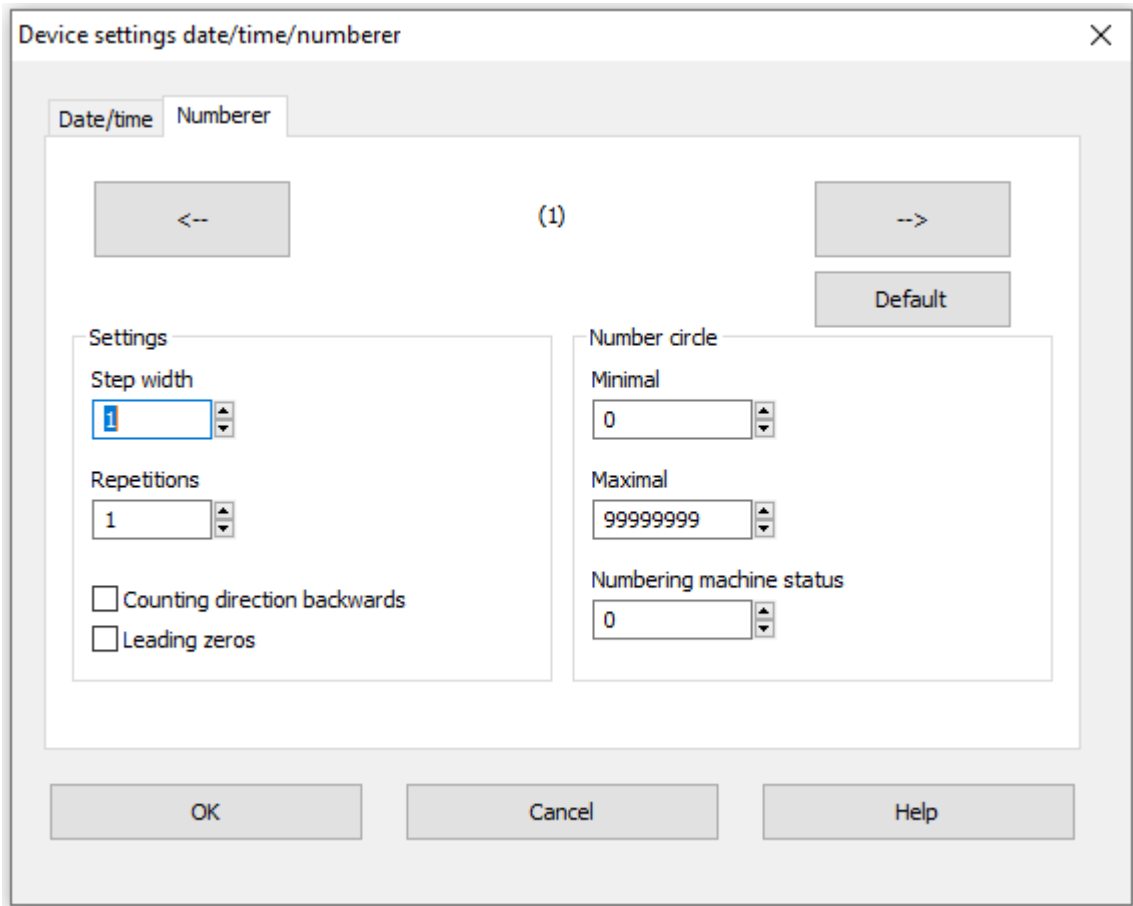 Device settings date/time/numberer
Date/time Numberer
<-- (1) -->
Default
Settings
Step width
1
Repetitions
1
Counting direction backwards
Leading zeros
Number circle
Minimal
0
Maximal
99999999
Numbering machine status
0
OK Cancel Help